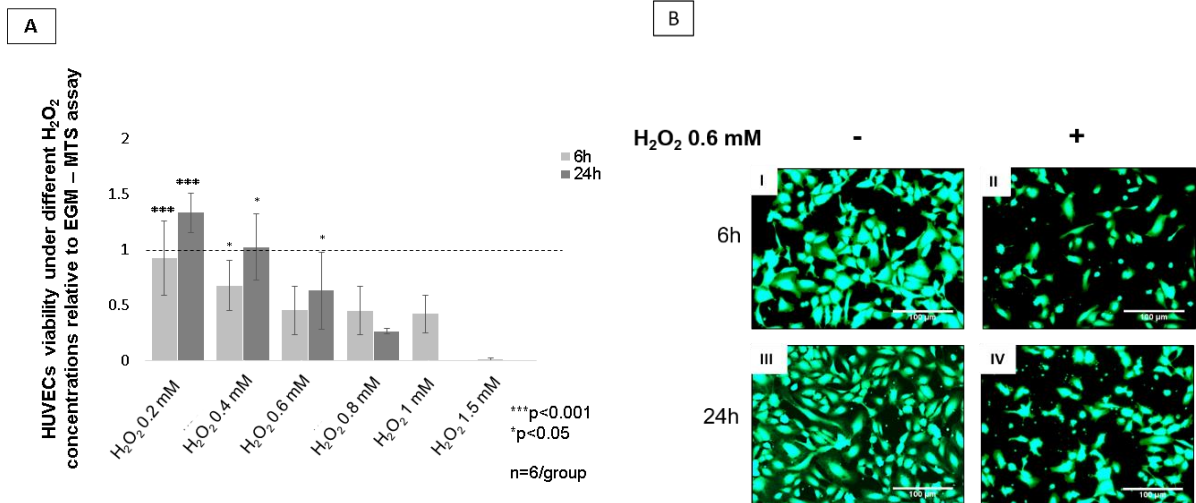 A
HUVECs viability under different H₂O₂
concentrations relative to EGM – MTS assay
2
1.5
1
0.5
0
***
***
*
*
*
6h
24h
H₂O₂ 0.2 mM
H₂O₂ 0.4 mM
H₂O₂ 0.6 mM
H₂O₂ 0.8 mM
H₂O₂ 1 mM
H₂O₂ 1.5 mM
***p<0.001
*p<0.05
n=6/group
B
H₂O₂ 0.6 mM - +
6h
I
100 µm
II
100 µm
24h
III
100 µm
IV
100 µm